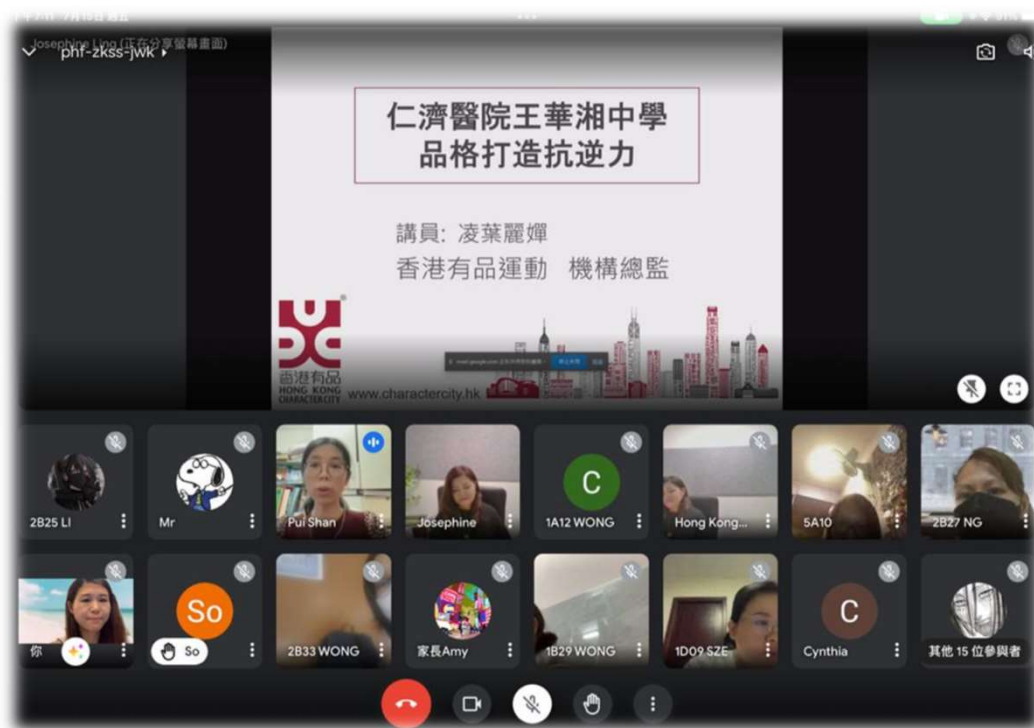 Josephine Ling (正在分享螢幕畫面)
phf-zkss-jwk
仁濟醫院王華湘中學
品格打造抗逆力
講員: 凌葉麗嬋
香港有品運動 機構總監
香港有品
HONG KONG
CHARACTER CITY
www.charactercity.hk
2B25 LI
Mr
Pui Shan
Josephine
C
1A12 WONG
Hong Kong...
5A10
2B27 NG
你
So
So
2B33 WONG
家長Amy
1B29 WONG
1D09 SZE
C
Cynthia
其他 15 位參與者